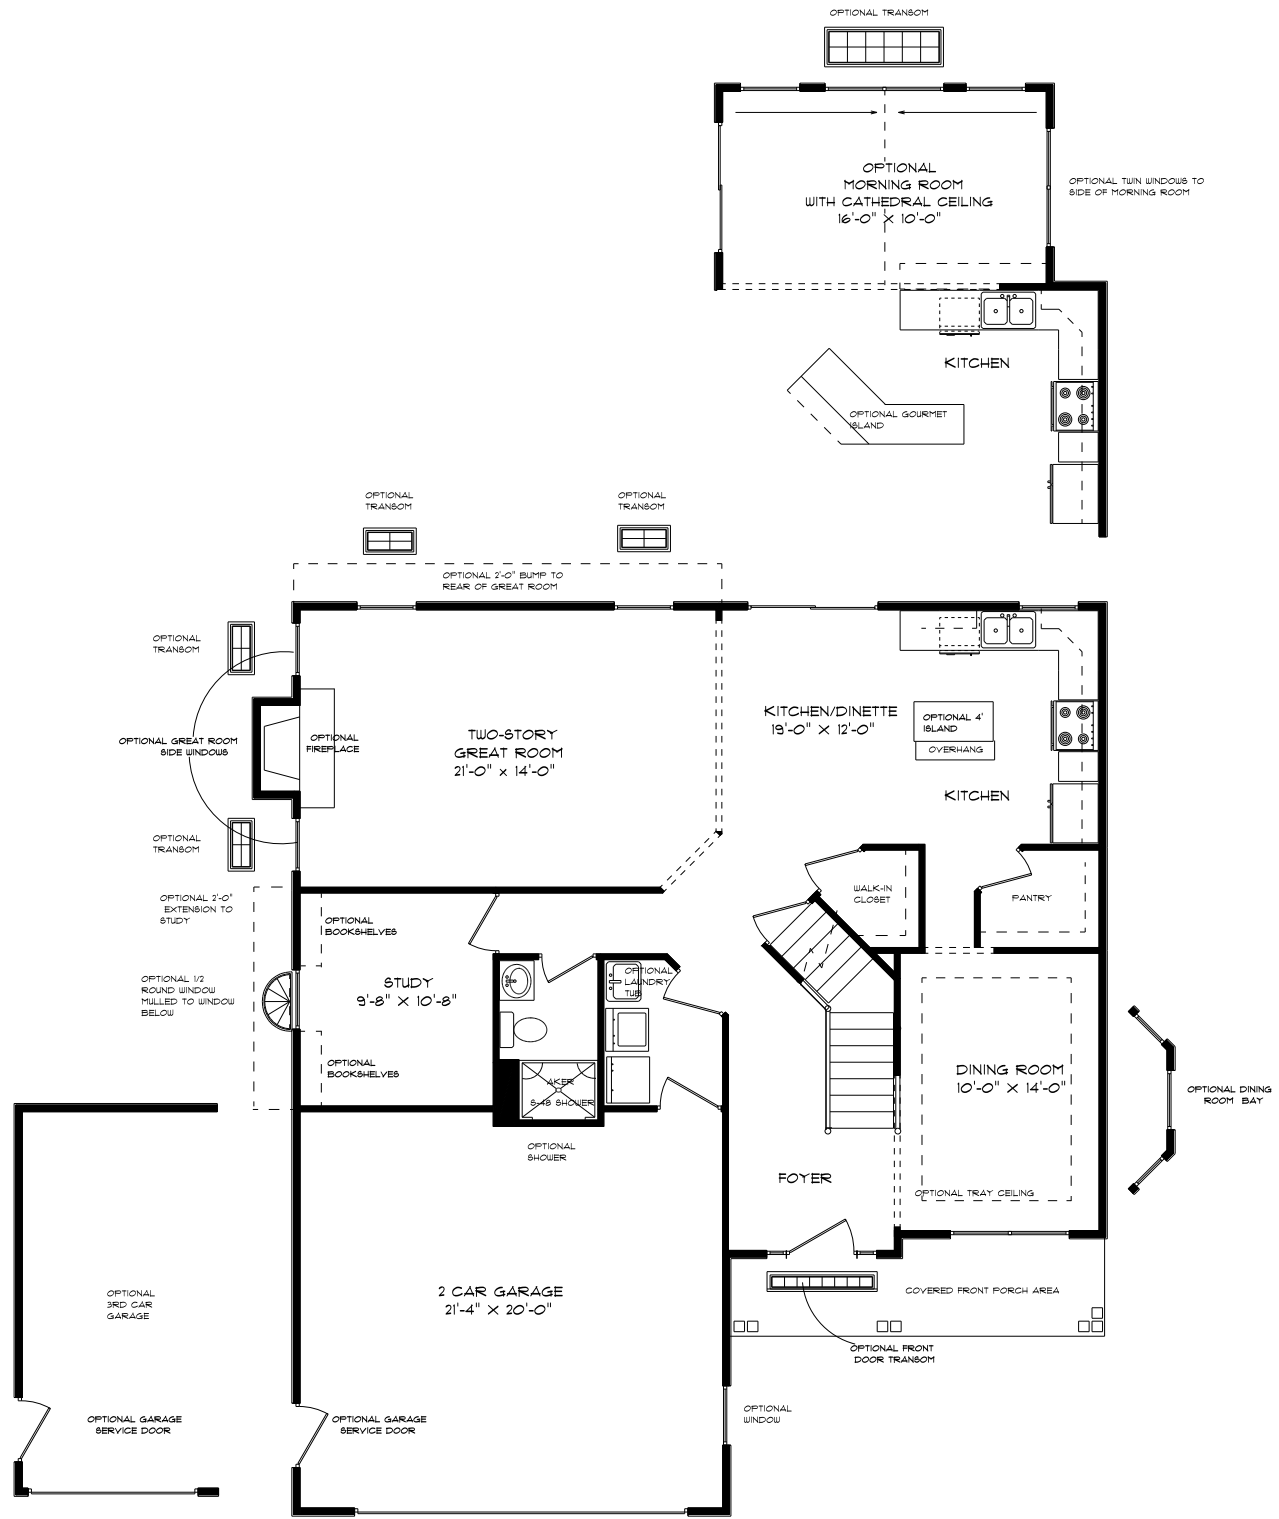 OPTIONAL TRANSOM
OPTIONAL
MORNING ROOM
WITH CATHEDRAL CEILING
16'-0" X 10'-0"
OPTIONAL TWIN WINDOWS TO
SIDE OF MORNING ROOM
KITCHEN
OPTIONAL GOURMET
ISLAND
OPTIONAL
TRANSOM
OPTIONAL
TRANSOM
OPTIONAL 2'-0" BUMP TO
REAR OF GREAT ROOM
OPTIONAL
TRANSOM
OPTIONAL GREAT ROOM
SIDE WINDOWS
OPTIONAL
FIREPLACE
TWO-STORY
GREAT ROOM
21'-0" x 14'-0"
KITCHEN/DINETTE
19'-0" X 12'-0"
OPTIONAL 4'
ISLAND
OVERHANG
KITCHEN
OPTIONAL
TRANSOM
OPTIONAL 2'-0"
EXTENSION TO
STUDY
OPTIONAL
BOOKSHELVES
WALK-IN
CLOSET
PANTRY
OPTIONAL 1/2
ROUND WINDOW
MULLED TO WINDOW
BELOW
STUDY
9'-8" X 10'-8"
OPTIONAL
LAUNDRY
TUB
OPTIONAL
BOOKSHELVES
AKER
S-48 SHOWER
DINING ROOM
10'-0" X 14'-0"
OPTIONAL DINING
ROOM BAY
OPTIONAL
SHOWER
FOYER
OPTIONAL TRAY CEILING
OPTIONAL
3RD CAR
GARAGE
2 CAR GARAGE
21'-4" X 20'-0"
COVERED FRONT PORCH AREA
OPTIONAL FRONT
DOOR TRANSOM
OPTIONAL GARAGE
SERVICE DOOR
OPTIONAL GARAGE
SERVICE DOOR
OPTIONAL
WINDOW